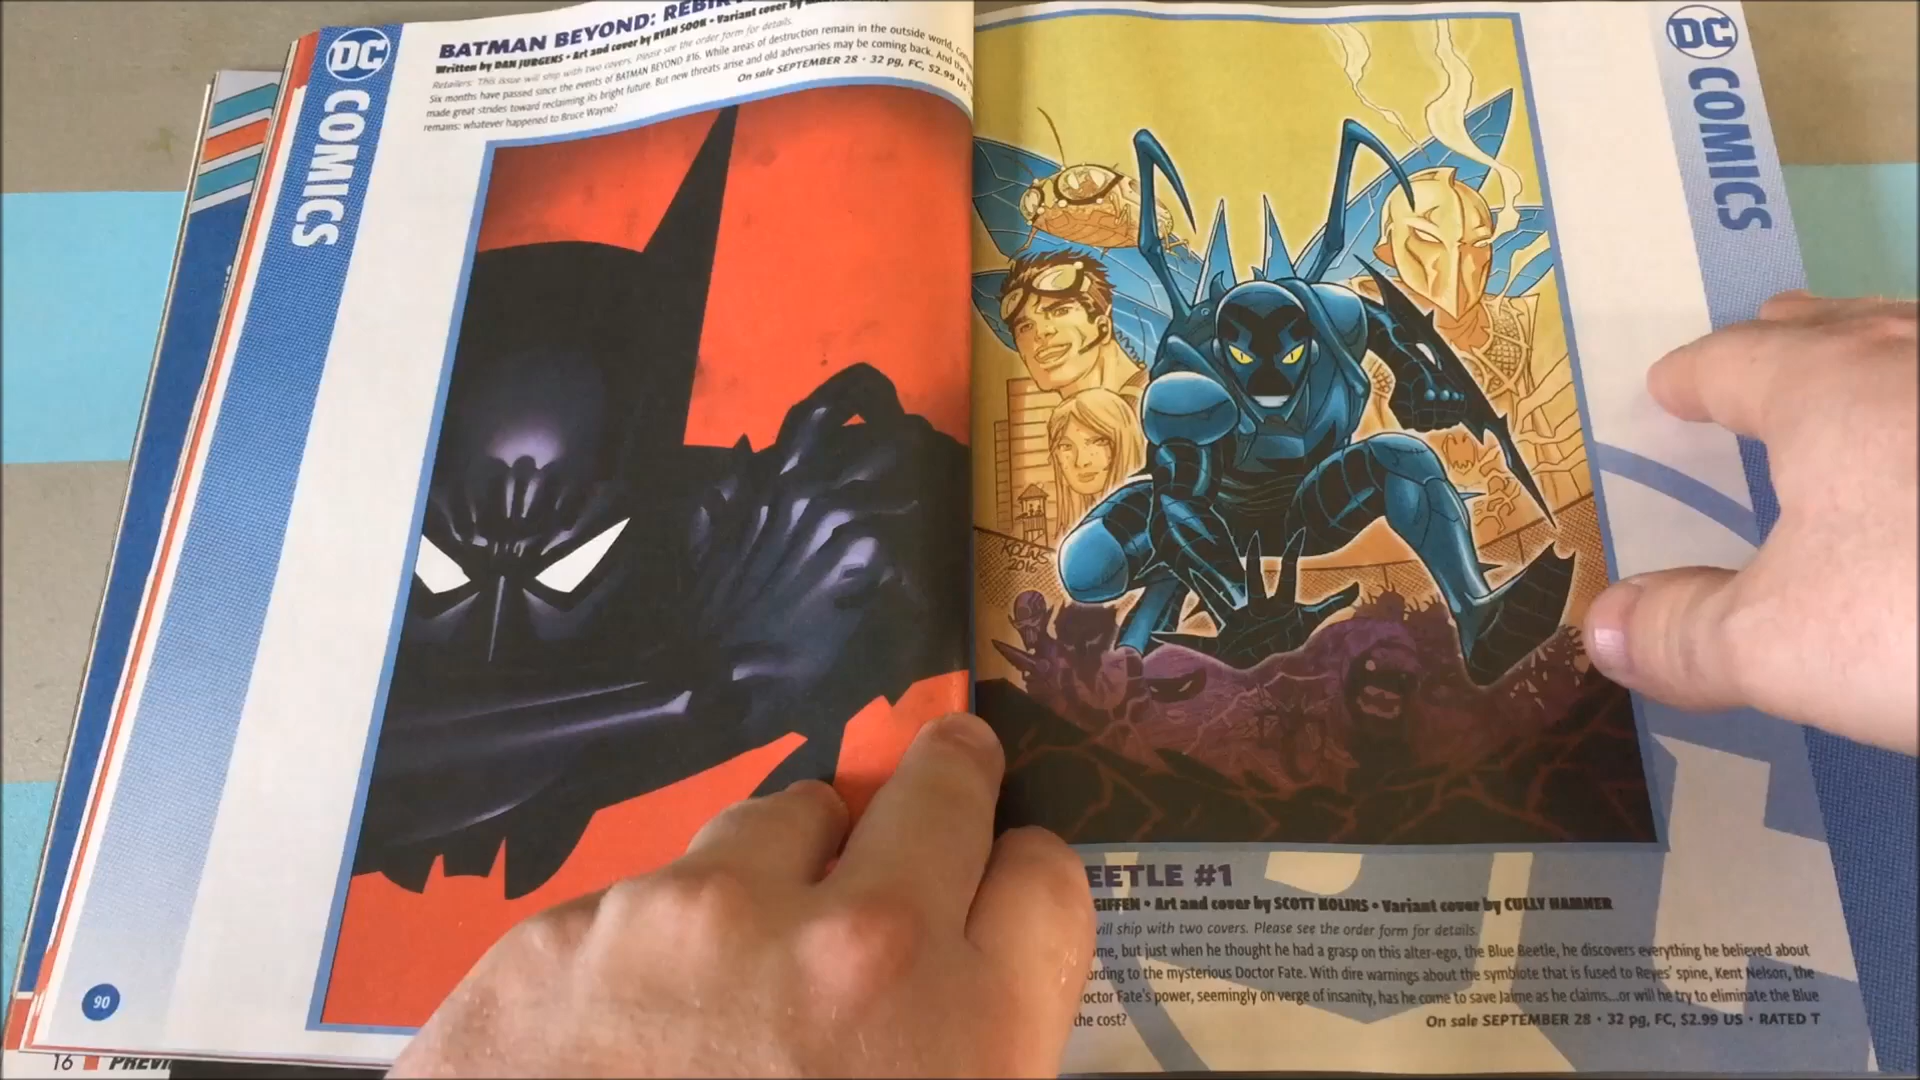 BATMAN BEYOND:
Written by DAN JURGENS • Art and cover by RYAN SOOK • Variant cover by
Retailers: This issue will ship with two covers. Please see the order form for details.
Six months have passed since the events of BATMAN BEYOND #16. While areas of destruction remain in the outside world,
made great strides toward reclaiming its bright future. But new threats arise and old adversaries may be coming back. And the
remains: whatever happened to Bruce Wayne?
On sale SEPTEMBER 28 • 32 pg, FC, $2.99 US
DC
COMICS
DC
COMICS
KOLINS
2016
EETLE #1
GIFFEN • Art and cover by SCOTT KOLINS • Variant cover by CULLY HAMNER
will ship with two covers. Please see the order form for details.
me, but just when he thought he had a grasp on this alter-ego, the Blue Beetle, he discovers everything he believed about
ording to the mysterious Doctor Fate. With dire warnings about the symbiote that is fused to Reyes' spine, Kent Nelson, the
octor Fate's power, seemingly on verge of insanity, has he come to save Jaime as he claims...or will he try to eliminate the Blue
the cost?
On sale SEPTEMBER 28 • 32 pg, FC, $2.99 US • RATED T
90
16